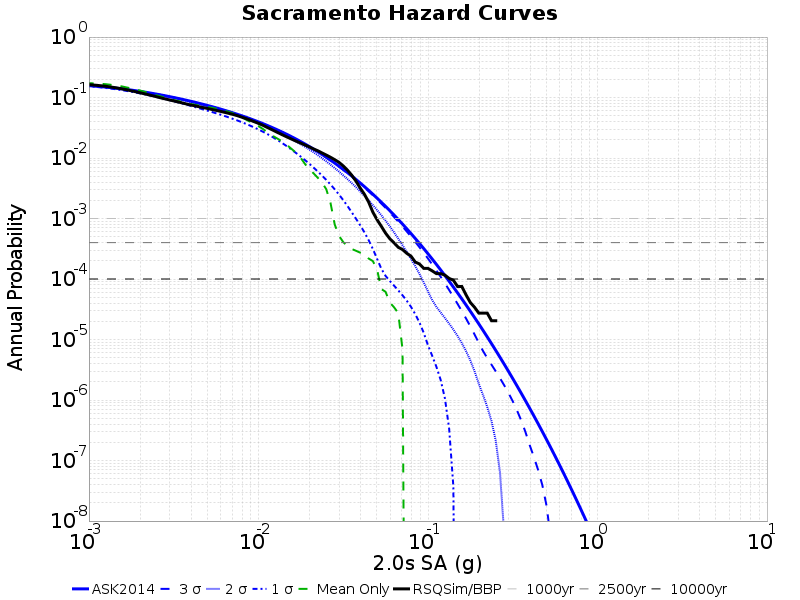 Sacramento Hazard Curves
Annual Probability
10^0
10^-1
10^-2
10^-3
10^-4
10^-5
10^-6
10^-7
10^-8
10^-3 10^-2 10^-1 10^0 10^1
2.0s SA (g)
ASK2014 3 σ 2 σ 1 σ Mean Only RSQSim/BBP 1000yr 2500yr 10000yr